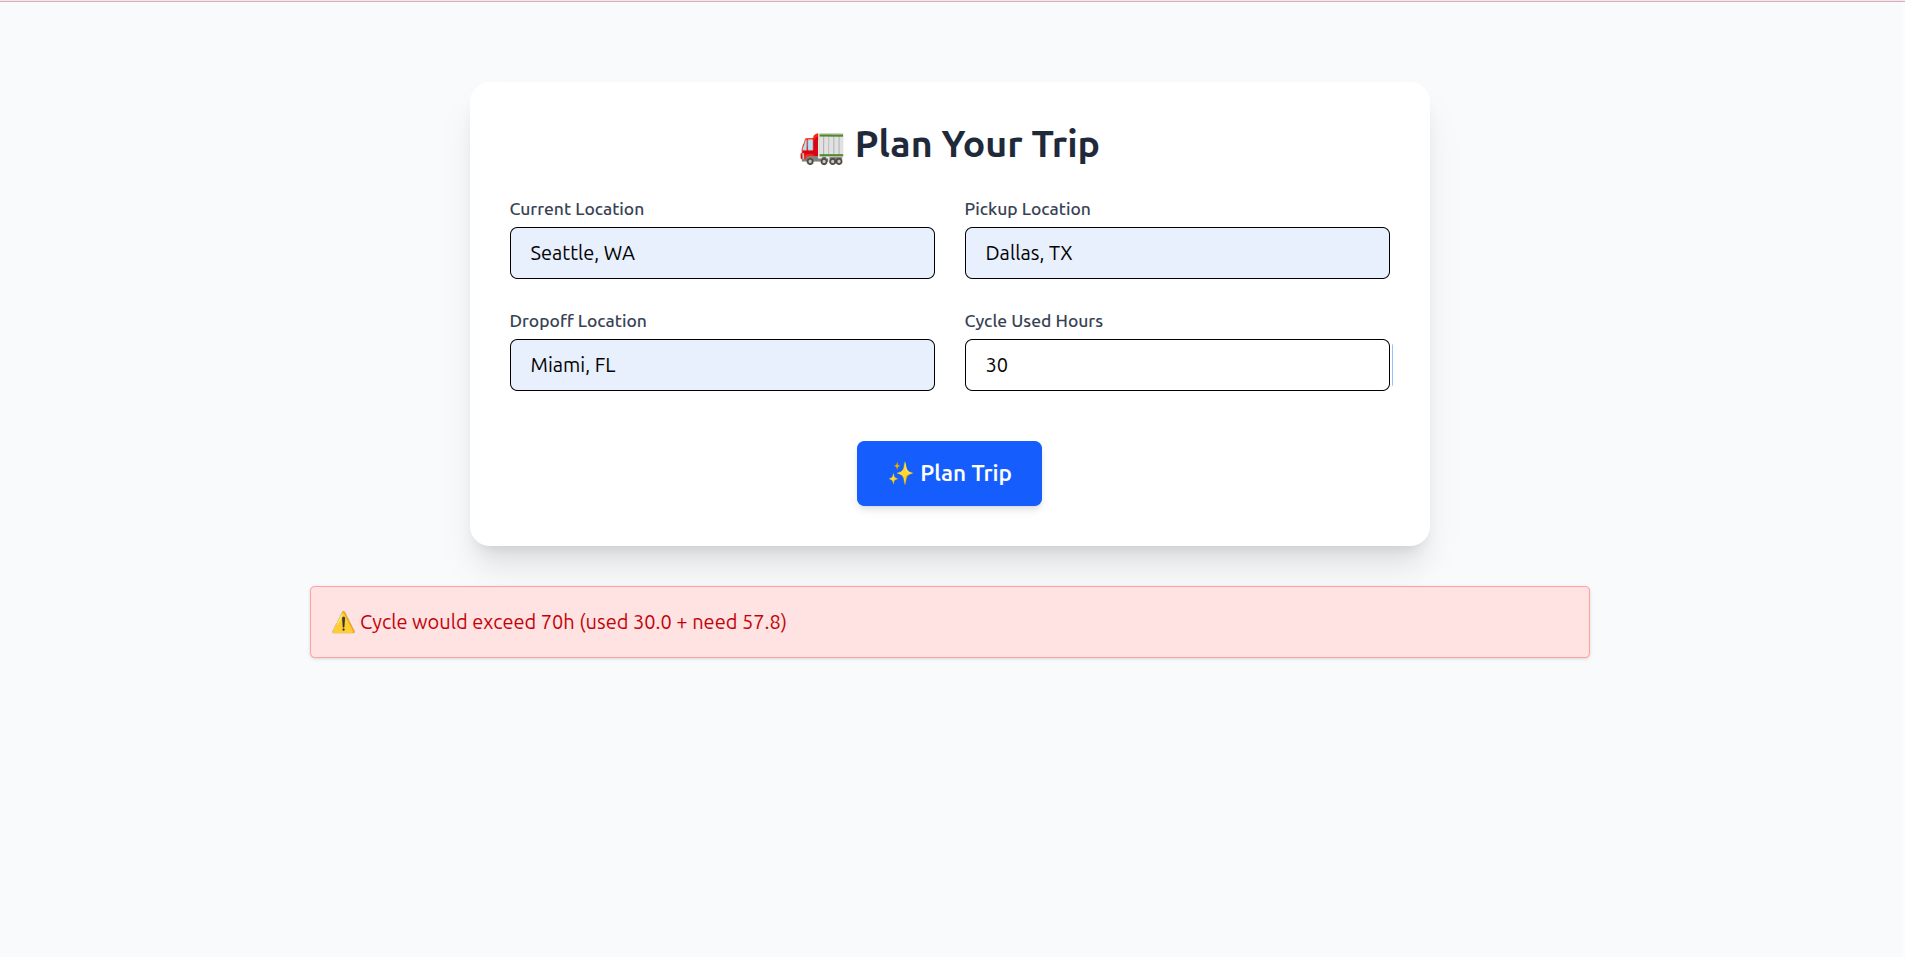 🚛 Plan Your Trip
Current Location
Pickup Location
Seattle, WA
Dallas, TX
Dropoff Location
Cycle Used Hours
Miami, FL
30
✨ Plan Trip
⚠️ Cycle would exceed 70h (used 30.0 + need 57.8)